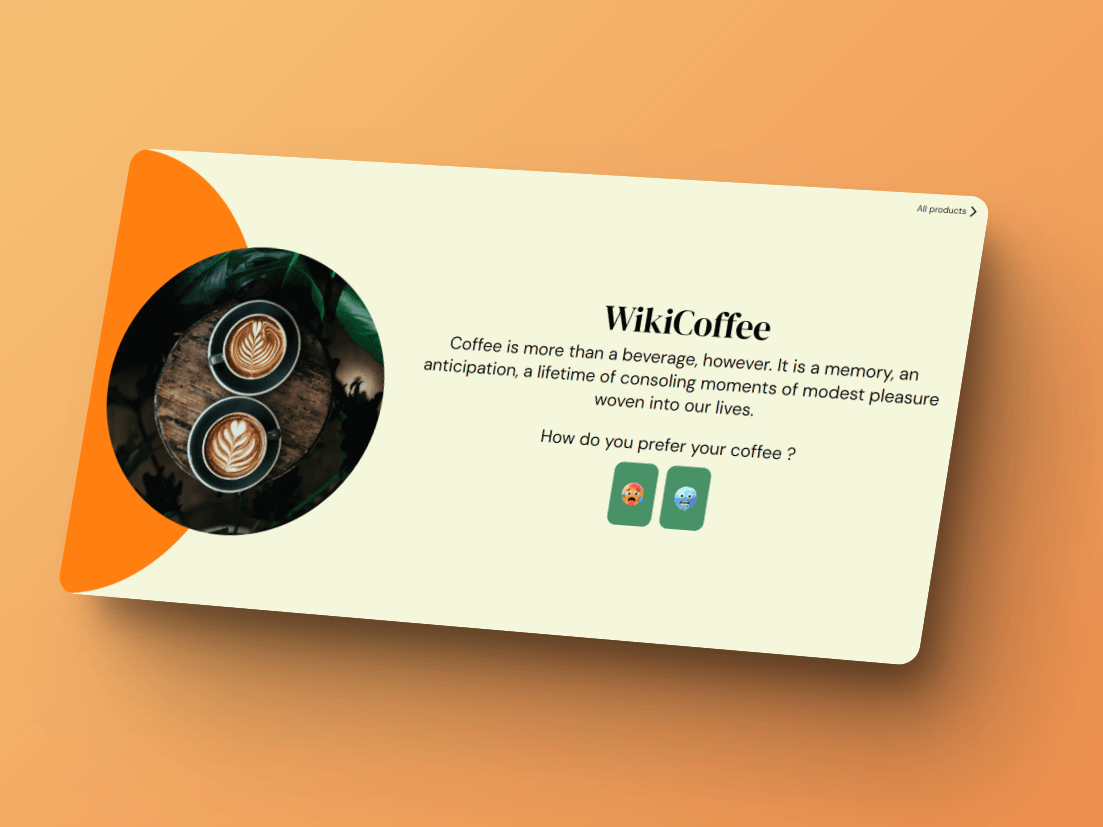 All products
WikiCoffee
Coffee is more than a beverage, however. It is a memory, an
anticipation, a lifetime of consoling moments of modest pleasure
woven into our lives.
How do you prefer your coffee ?